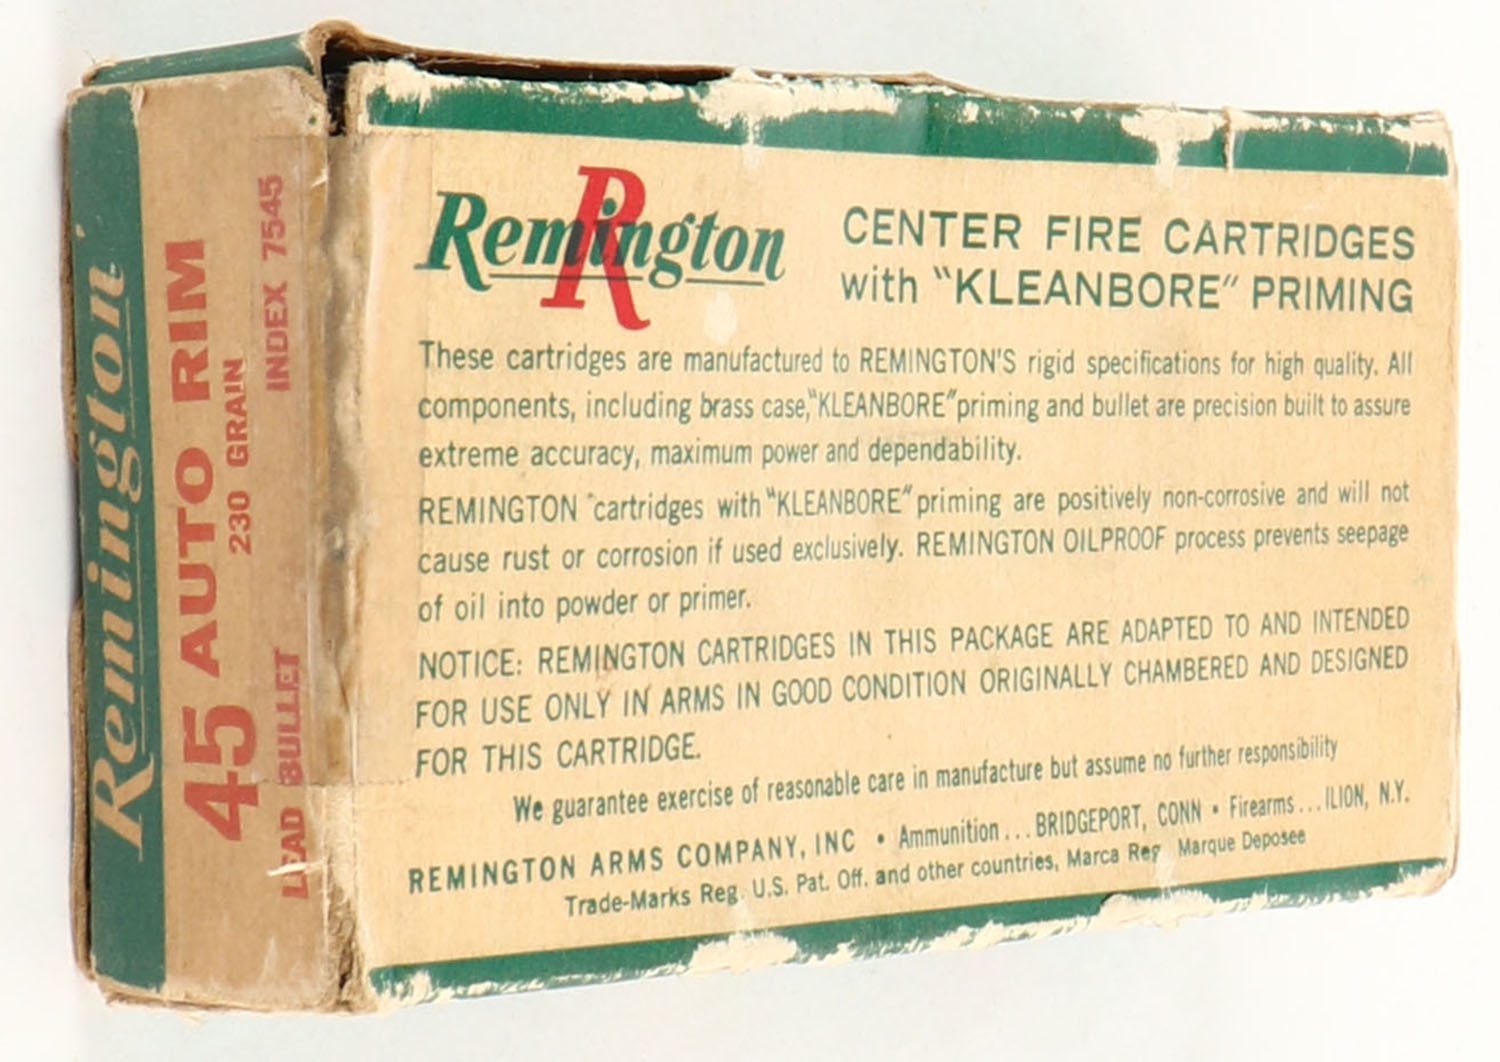 Remington
45 AUTO RIM
230 GRAIN
LEAD BULLET INDEX 7545
R
Remington
CENTER FIRE CARTRIDGES
with "KLEANBORE" PRIMING
These cartridges are manufactured to REMINGTON'S rigid specifications for high quality. All
components, including brass case, "KLEANBORE" priming and bullet are precision built to assure
extreme accuracy, maximum power and dependability.
REMINGTON cartridges with "KLEANBORE" priming are positively non-corrosive and will not
cause rust or corrosion if used exclusively. REMINGTON OILPROOF process prevents seepage
of oil into powder or primer.
NOTICE: REMINGTON CARTRIDGES IN THIS PACKAGE ARE ADAPTED TO AND INTENDED
FOR USE ONLY IN ARMS IN GOOD CONDITION ORIGINALLY CHAMBERED AND DESIGNED
FOR THIS CARTRIDGE.
We guarantee exercise of reasonable care in manufacture but assume no further responsibility
REMINGTON ARMS COMPANY, INC • Ammunition... BRIDGEPORT, CONN • Firearms... ILION, N.Y.
Trade-Marks Reg. U.S. Pat. Off. and other countries, Marca Reg Marque Deposee